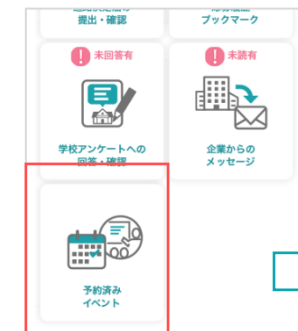 提出・確認
ブックマーク
未回答有
未読有
学校アンケートへの
回答・確認
企業からの
メッセージ
予約済み
イベント